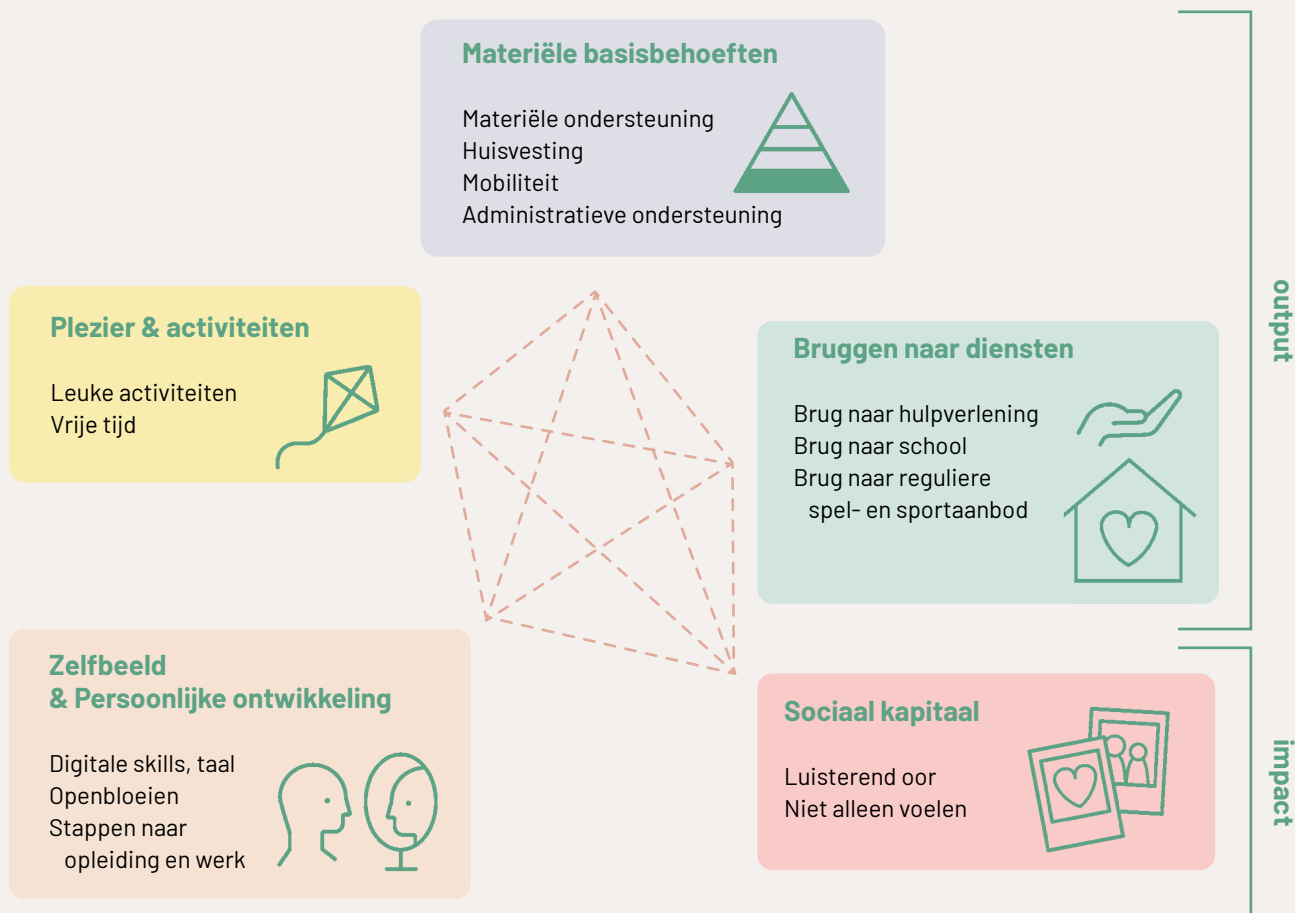 Materiële basisbehoeften
Materiële ondersteuning
Huisvesting
Mobiliteit
Administratieve ondersteuning
Plezier & activiteiten
Leuke activiteiten
Vrije tijd
Bruggen naar diensten
Brug naar hulpverlening
Brug naar school
Brug naar reguliere
spel- en sportaanbod
output
Zelfbeeld
& Persoonlijke ontwikkeling
Digitale skills, taal
Openbloeien
Stappen naar
opleiding en werk
Sociaal kapitaal
Luisterend oor
Niet alleen voelen
impact